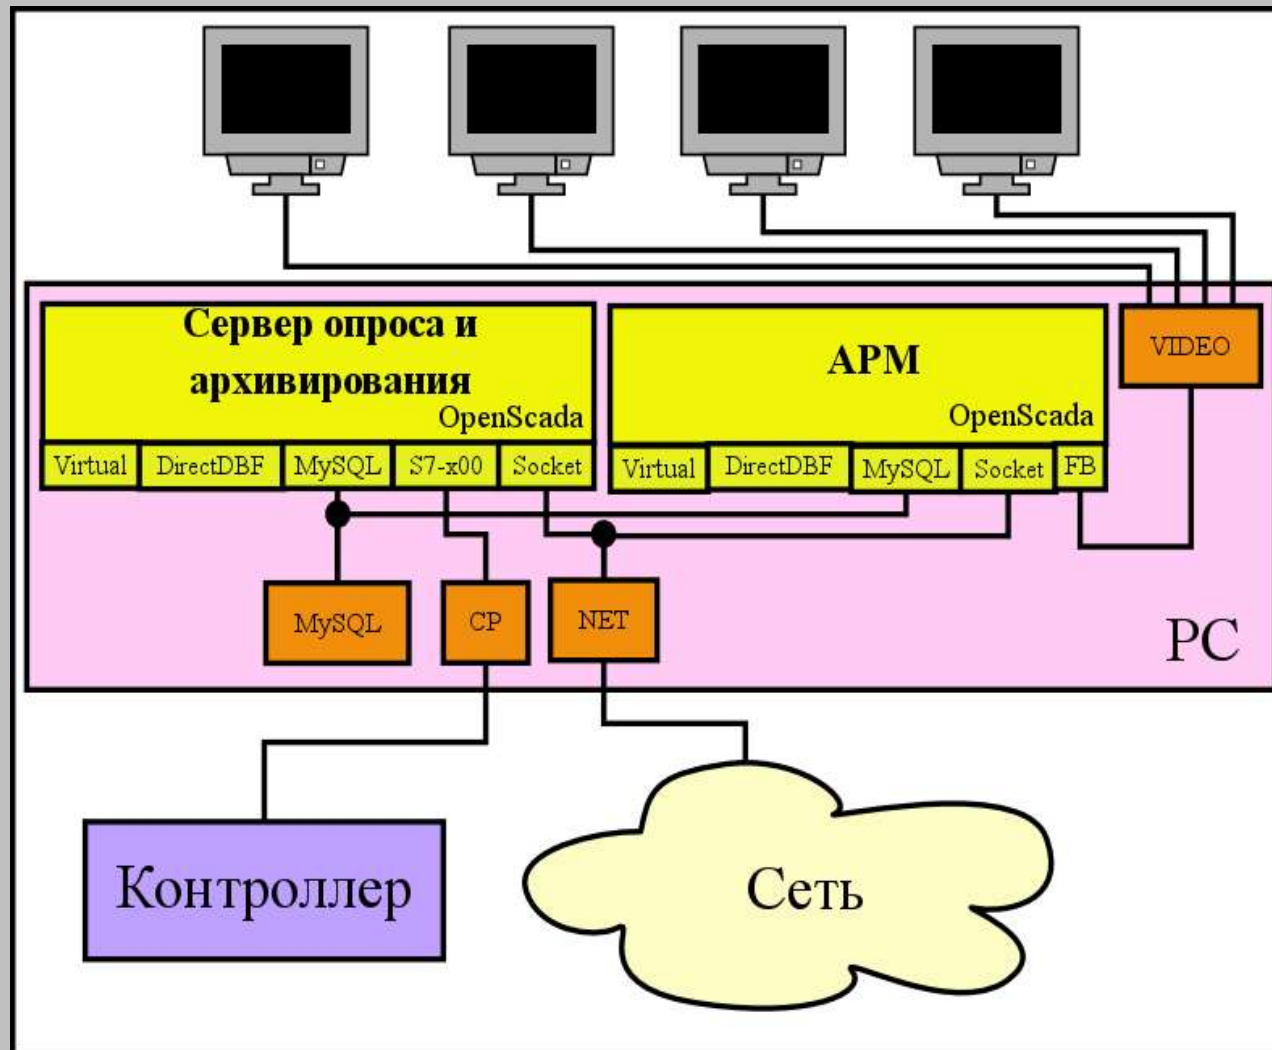 Сервер опроса и
архивирования
OpenScada
Virtual
DirectDBF
MySQL
S7-x00
Socket
АРМ
OpenScada
Virtual
DirectDBF
MySQL
Socket
FB
VIDEO
MySQL
CP
NET
PC
Контроллер
Сеть